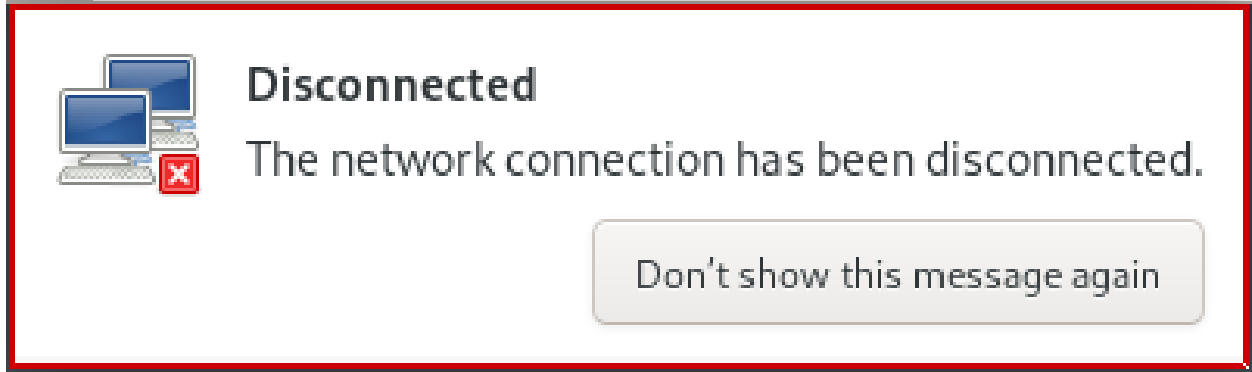 Disconnected
The network connection has been disconnected.
Don't show this message again